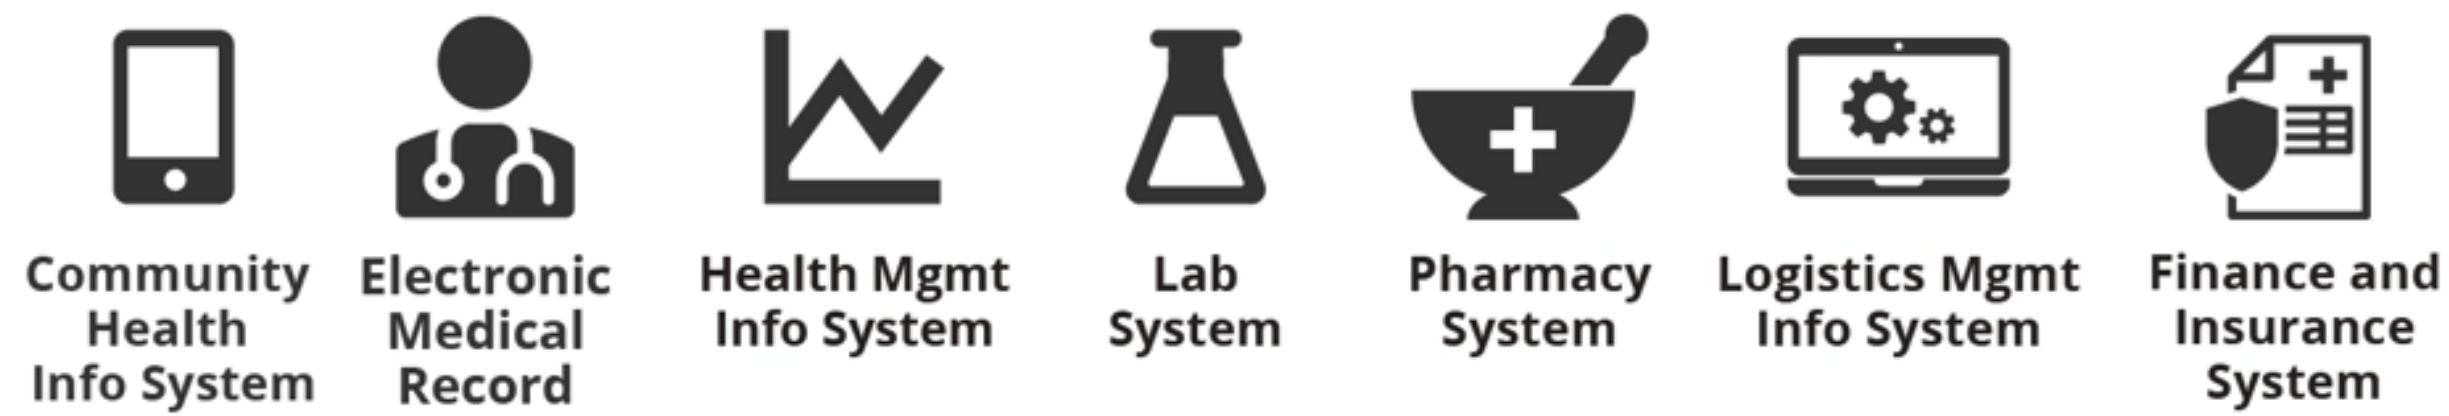 Community
Health
Info System
Electronic
Medical
Record
Health Mgmt
Info System
Lab
System
Pharmacy
System
Logistics Mgmt
Info System
Finance and
Insurance
System